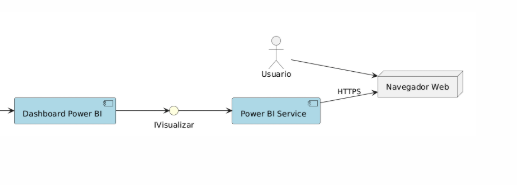 Usuario
Navegador Web
HTTPS
Dashboard Power BI
Power BI Service
IVisualizar